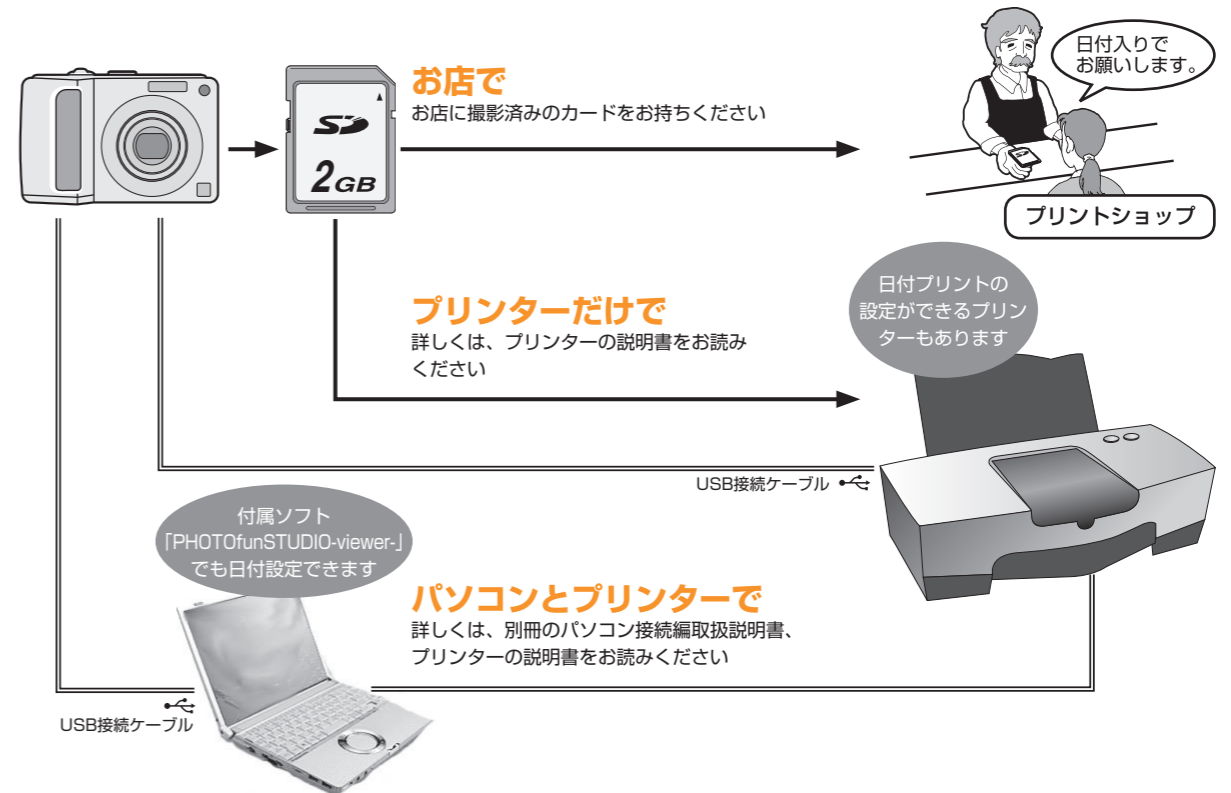 お店で
お店に撮影済みのカードをお持ちください
日付入りで
お願いします。
SD
2GB
プリントショップ
プリンターだけで
詳しくは、プリンターの説明書をお読み
ください
日付プリントの
設定ができるプリン
ターもあります
USB接続ケーブル
付属ソフト
「PHOTOfunSTUDIO-viewer-」
でも日付設定できます
パソコンとプリンターで
詳しくは、別冊のパソコン接続編取扱説明書、
プリンターの説明書をお読みください
USB接続ケーブル